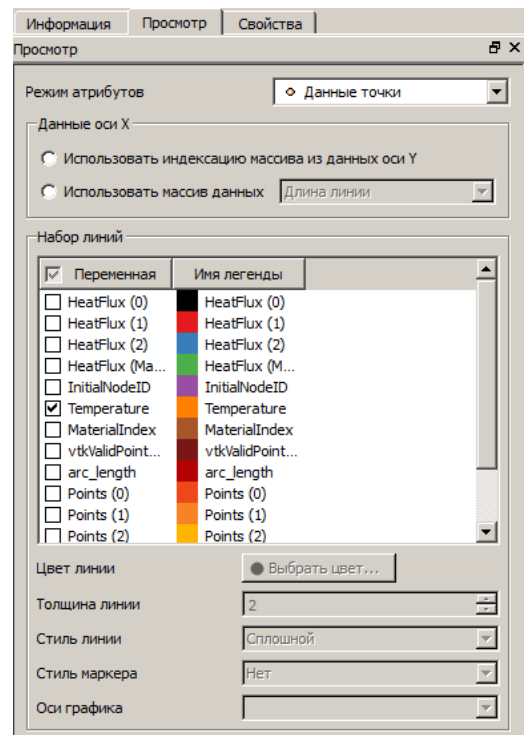 Информация Просмотр Свойства
Просмотр
Режим атрибутов Данные точки
Данные оси X
Использовать индексацию массива из данных оси Y
Использовать массив данных Длина линии
Набор линий
Переменная Имя легенды
HeatFlux (0) HeatFlux (0)
HeatFlux (1) HeatFlux (1)
HeatFlux (2) HeatFlux (2)
HeatFlux (Ma... HeatFlux (M...
InitialNodeID InitialNodeID
Temperature Temperature
MaterialIndex MaterialIndex
vtkValidPoint... vtkValidPoint...
arc_length arc_length
Points (0) Points (0)
Points (1) Points (1)
Points (2) Points (2)
Цвет линии Выбрать цвет...
Толщина линии 2
Стиль линии Сплошной
Стиль маркера Нет
Оси графика